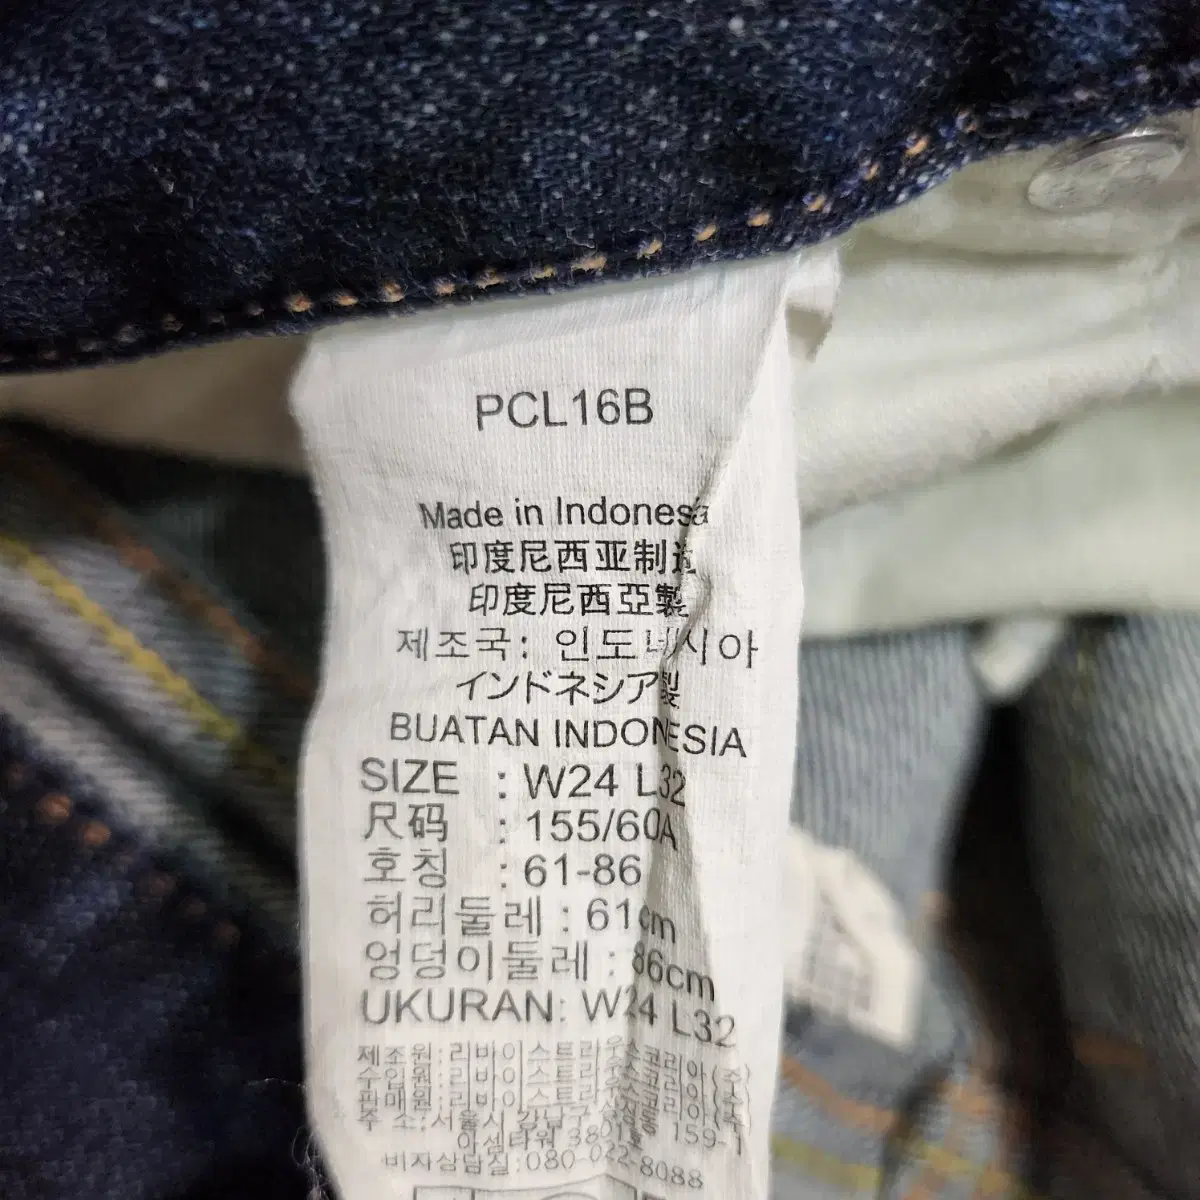 PCL16B
Made in Indonesia
印度尼西亚制造
印度尼西亞製
제조국: 인도네시아
インドネシア製
BUATAN INDONESIA
SIZE : W24 L32
尺码 : 155/60A
호칭 : 61-86
허리둘레 : 61cm
엉덩이둘레 : 86cm
UKURAN: W24 L32
제조원:리바이스트라우스코리아(주)
수입원:리바이스트라우스코리아(주)
판매원:리바이스트라우스코리아(주)
주 소:서울시 강남구 삼성동 159-1
아셈타워 3801호
비자상담실:080-022-8088